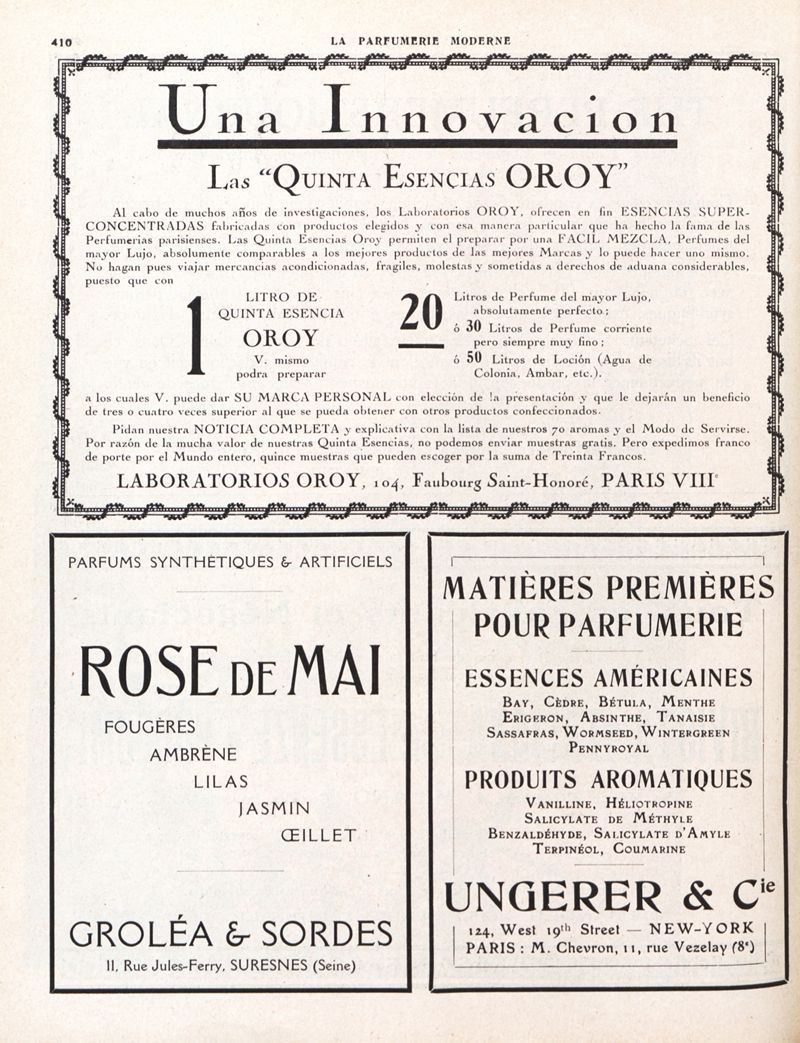 410
LA PARFUMERIE MODERNE
Una Innovacion
Las “QUINTA ESENCIAS OROY”
Al cabo de muchos años de investigaciones, los Laboratorios OROY, ofrecen en fin ESENCIAS SUPER-
CONCENTRADAS fabricadas con productos elegidos y con esa manera particular que ha hecho la fama de las
Perfumerias parisienses. Las Quinta Esencias Oroy permiten el preparar por una FACIL MEZCLA, Perfumes del
mayor Lujo, absolutamente comparables a los mejores productos de las mejores Marcas y lo puede hacer uno mismo.
No hagan pues viajar mercancias acondicionadas, fragiles, molestas y sometidas a derechos de aduana considerables,
puesto que con
1
LITRO DE
QUINTA ESENCIA
OROY
V. mismo
podra preparar
20
Litros de Perfume del mayor Lujo,
absolutamente perfecto;
ó 30 Litros de Perfume corriente
pero siempre muy fino;
ó 50 Litros de Loción (Agua de
Colonia, Ambar, etc.).
a los cuales V. puede dar SU MARCA PERSONAL con elección de la presentación y que le dejarán un beneficio
de tres o cuatro veces superior al que se pueda obtener con otros productos confeccionados.
Pidan nuestra NOTICIA COMPLETA y explicativa con la lista de nuestros 70 aromas y el Modo de Servirse.
Por razón de la mucha valor de nuestras Quinta Esencias, no podemos enviar muestras gratis. Pero expedimos franco
de porte por el Mundo entero, quince muestras que pueden escoger por la suma de Treinta Francos.
LABORATORIOS OROY, 104, Faubourg Saint-Honoré, PARIS VIIIe
PARFUMS SYNTHÉTIQUES & ARTIFICIELS
ROSE DE MAI
FOUGÈRES
AMBRÈNE
LILAS
JASMIN
ŒILLET
GROLÉA & SORDES
11, Rue Jules-Ferry, SURESNES (Seine)
MATIÈRES PREMIÈRES
POUR PARFUMERIE
ESSENCES AMÉRICAINES
BAY, CÈDRE, BÉTULA, MENTHE
ERIGERON, ABSINTHE, TANAISIE
SASSAFRAS, WORMSEED, WINTERGREEN
PENNYROYAL
PRODUITS AROMATIQUES
VANILLINE, HÉLIOTROPINE
SALICYLATE DE MÉTHYLE
BENZALDÉHYDE, SALICYLATE D'AMYLE
TERPINÉOL, COUMARINE
UNGERER & Cie
124, West 19th Street — NEW-YORK
PARIS : M. Chevron, 11, rue Vezelay (8e)